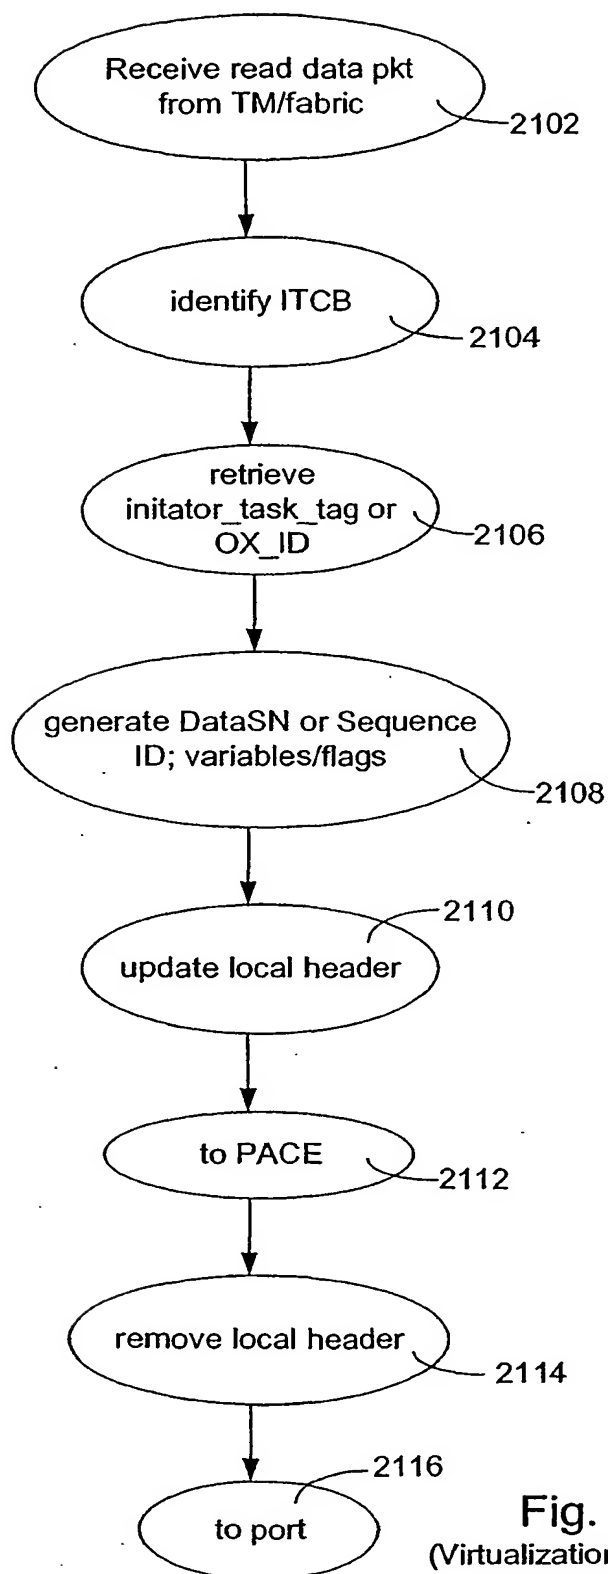 Receive read data pkt
from TM/fabric
2102
identify ITCB
2104
retrieve
initator_task_tag or
OX_ID
2106
generate DataSN or Sequence
ID; variables/flags
2108
2110
update local header
to PACE
2112
remove local header
2114
2116
to port
Fig.
(Virtualization